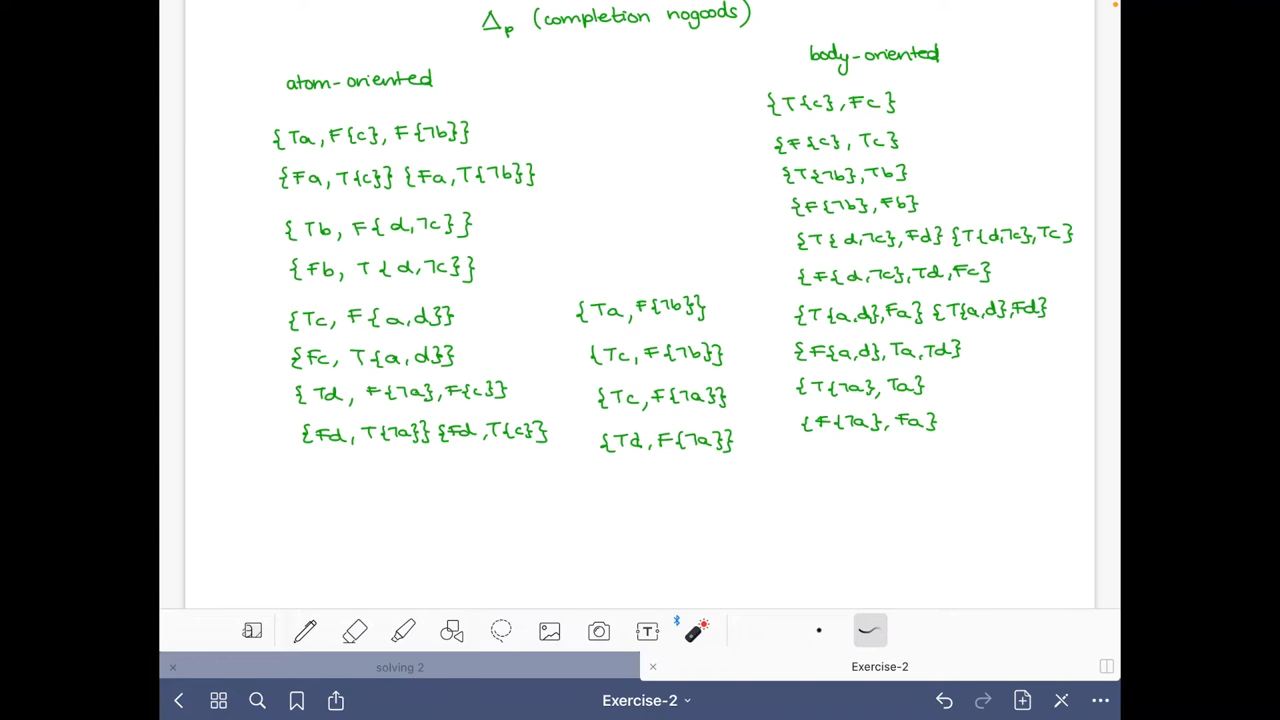 Δp (completion nogoods)
atom-oriented
{Ta, F{c}, F{¬b}}
{Fa, T{c}} {Fa, T{¬b}}
{Tb, F{d,¬c}}
{Fb, T{d,¬c}}
{Tc, F{a,d}}
{Fc, T{a,d}}
{Td, F{¬a}, F{c}}
{Fd, T{¬a}} {Fd, T{c}}
{Ta, F{¬b}}
{Tc, F{¬b}}
{Tc, F{¬a}}
{Td, F{¬a}}
body-oriented
{T{c}, Fc}
{F{c}, Tc}
{T{¬b}, Tb}
{F{¬b}, Fb}
{T{d,¬c}, Fd} {T{d,¬c}, Tc}
{F{d,¬c}, Td, Fc}
{T{a,d}, Fa} {T{a,d}, Fd}
{F{a,d}, Ta, Td}
{T{¬a}, Ta}
{F{¬a}, Fa}
T
× solving 2
× Exercise-2
Exercise-2